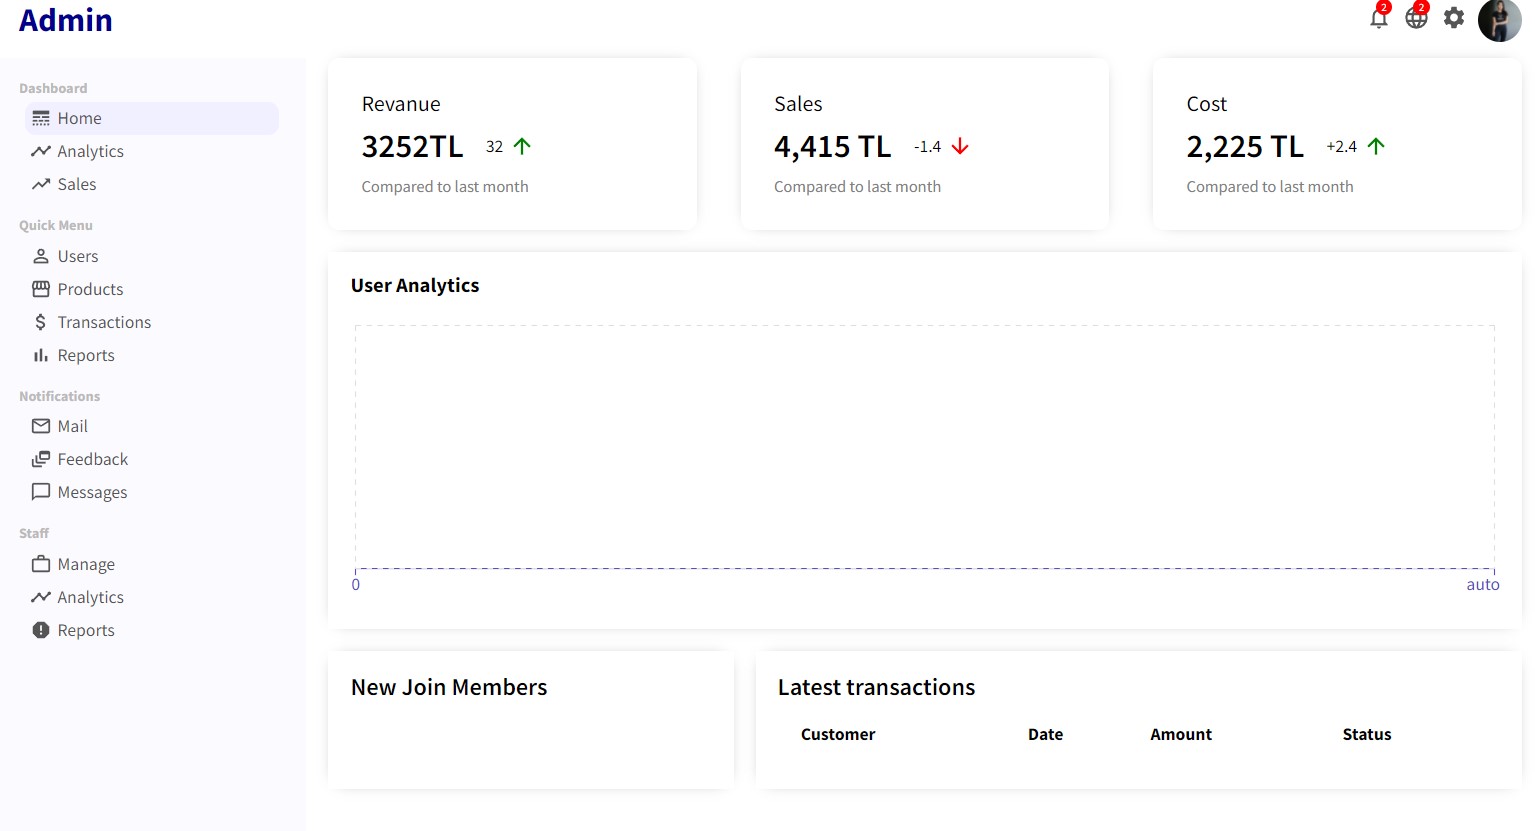 Admin
2
2
Dashboard
Home
Analytics
Sales
Quick Menu
Users
Products
Transactions
Reports
Notifications
Mail
Feedback
Messages
Staff
Manage
Analytics
Reports
Revanue
3252TL 32
Compared to last month
Sales
4,415 TL -1.4
Compared to last month
Cost
2,225 TL +2.4
Compared to last month
User Analytics
0 auto
New Join Members
Latest transactions
Customer Date Amount Status